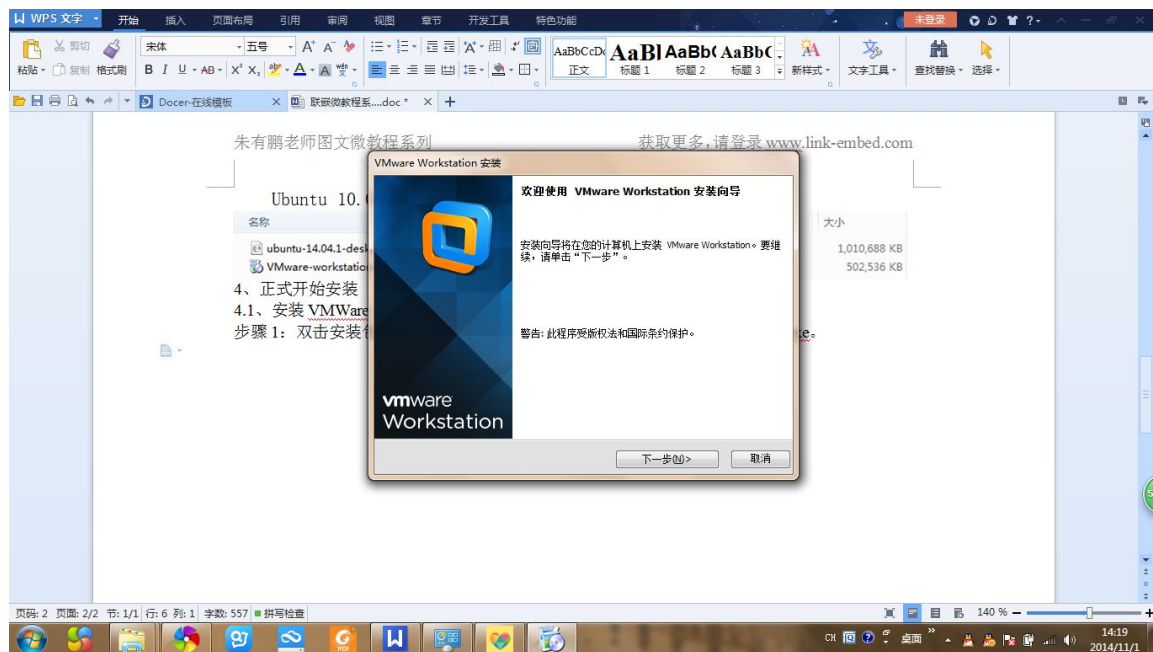 WPS 文字 开始 插入 页面布局 引用 审阅 视图 章节 开发工具 特色功能 未登录
剪切 宋体 五号
粘贴 复制 格式刷 AaBbCcDd AaBl AaBb( AaBbC
正文 标题 1 标题 2 标题 3 新样式 文字工具 查找替换 选择
Docer-在线模板 联嵌微教程系....doc *
朱有鹏老师图文微教程系列 获取更多,请登录 www.link-embed.com
VMware Workstation 安装
Ubuntu 10.
欢迎使用 VMware Workstation 安装向导
名称 大小
安装向导将在您的计算机上安装 VMware Workstation。要继
续,请单击“下一步”。
ubuntu-14.04.1-desk 1,010,688 KB
VMware-workstation 502,536 KB
4、正式开始安装
4.1、安装 VMWare
步骤 1:双击安装
警告: 此程序受版权法和国际条约保护。
vmware
Workstation
下一步(N)> 取消
页码: 2 页面: 2/2 节: 1/1 行: 6 列: 1 字数: 557 拼写检查 140 %
CH 桌面 14:19
2014/11/1